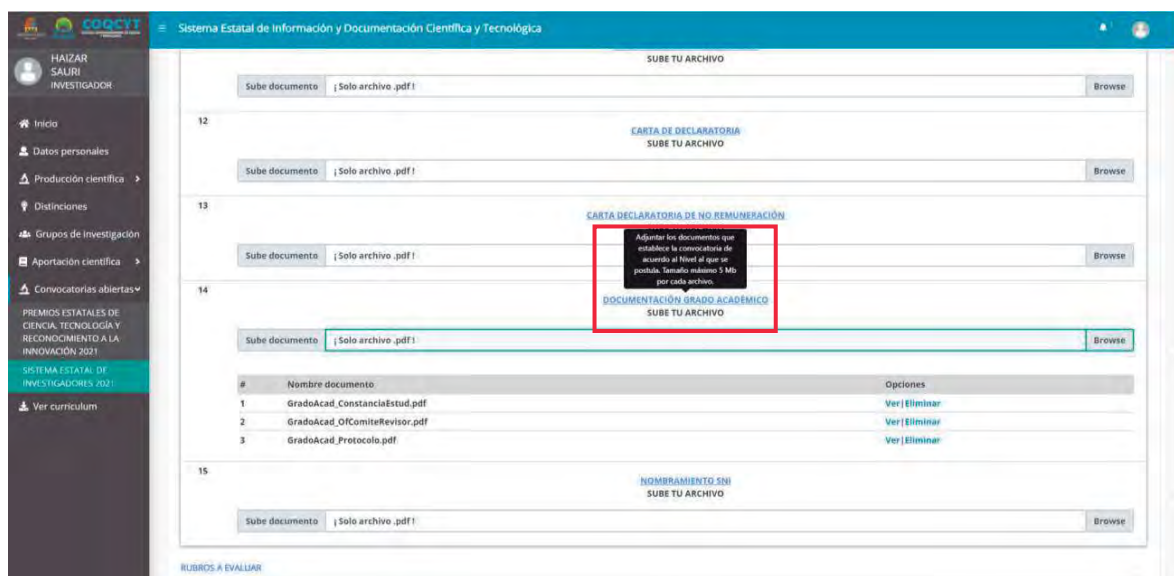 COQCYT
≡ Sistema Estatal de Información y Documentación Científica y Tecnológica
HAIZAR
SAURI
INVESTIGADOR
Inicio
Datos personales
Producción científica
Distinciones
Grupos de investigación
Aportación científica
Convocatorias abiertas
PREMIOS ESTATALES DE
CIENCIA, TECNOLOGÍA Y
RECONOCIMIENTO A LA
INNOVACIÓN 2021
SISTEMA ESTATAL DE
INVESTIGADORES 2021
Ver curriculum
SUBE TU ARCHIVO
Sube documento ¡ Solo archivo .pdf ! Browse
12
CARTA DE DECLARATORIA
SUBE TU ARCHIVO
Sube documento ¡ Solo archivo .pdf ! Browse
13
CARTA DECLARATORIA DE NO REMUNERACIÓN
Adjuntar los documentos que
establece la convocatoria de
acuerdo al Nivel al que se
postula. Tamaño máximo 5 Mb
por cada archivo.
Sube documento ¡ Solo archivo .pdf ! Browse
14
DOCUMENTACIÓN GRADO ACADÉMICO
SUBE TU ARCHIVO
Sube documento ¡ Solo archivo .pdf ! Browse
# Nombre documento Opciones
1 GradoAcad_ConstanciaEstud.pdf Ver|Eliminar
2 GradoAcad_OfComiteRevisor.pdf Ver|Eliminar
3 GradoAcad_Protocolo.pdf Ver|Eliminar
15
NOMBRAMIENTO SNI
SUBE TU ARCHIVO
Sube documento ¡ Solo archivo .pdf ! Browse
RUBROS A EVALUAR